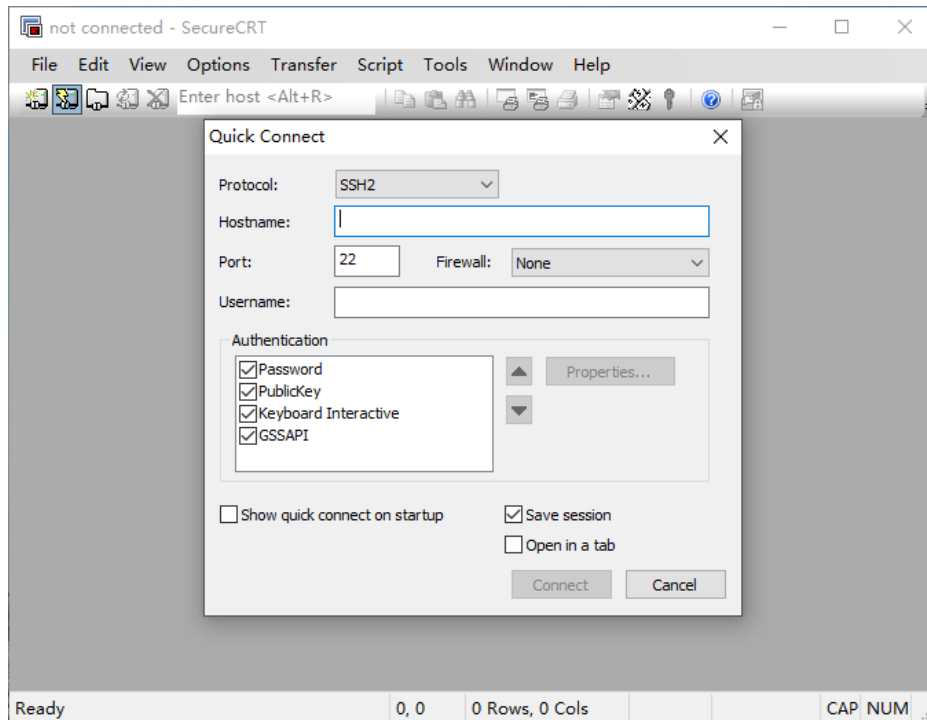 not connected - SecureCRT
File Edit View Options Transfer Script Tools Window Help
Enter host <Alt+R>
Quick Connect
Protocol: SSH2
Hostname:
Port: 22 Firewall: None
Username:
Authentication
Password
PublicKey
Keyboard Interactive
GSSAPI
Properties...
Show quick connect on startup
Save session
Open in a tab
Connect
Cancel
Ready 0, 0 0 Rows, 0 Cols CAP NUM